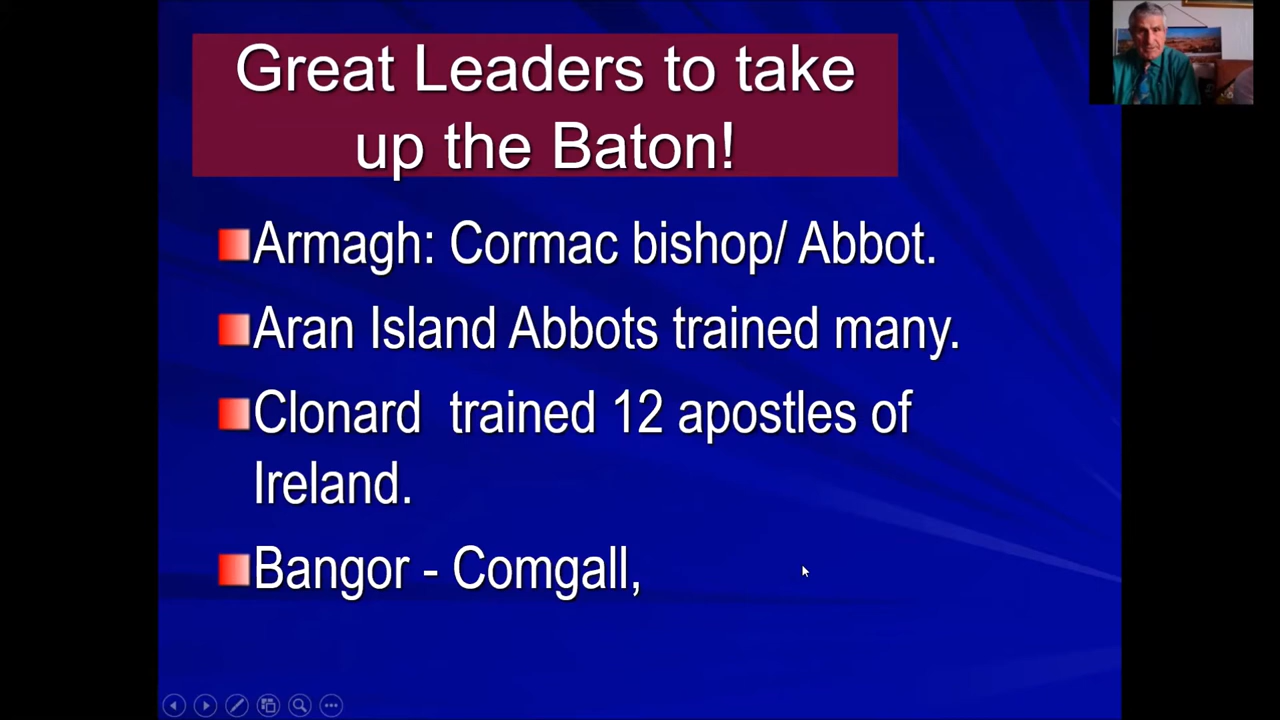 Great Leaders to take
up the Baton!
Armagh: Cormac bishop/ Abbot.
Aran Island Abbots trained many.
Clonard  trained 12 apostles of
Ireland.
Bangor - Comgall,